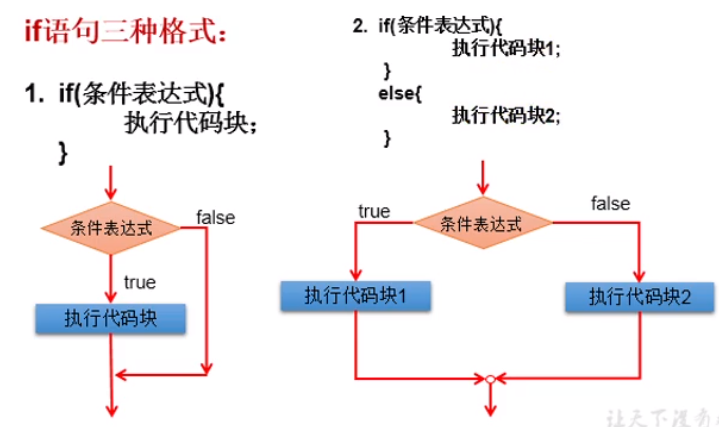 if语句三种格式：
1. if(条件表达式){
执行代码块；
}
false
条件表达式
true
执行代码块
2. if(条件表达式){
执行代码块1;
}
else{
执行代码块2;
}
true
条件表达式
false
执行代码块1
执行代码块2
让天下没有